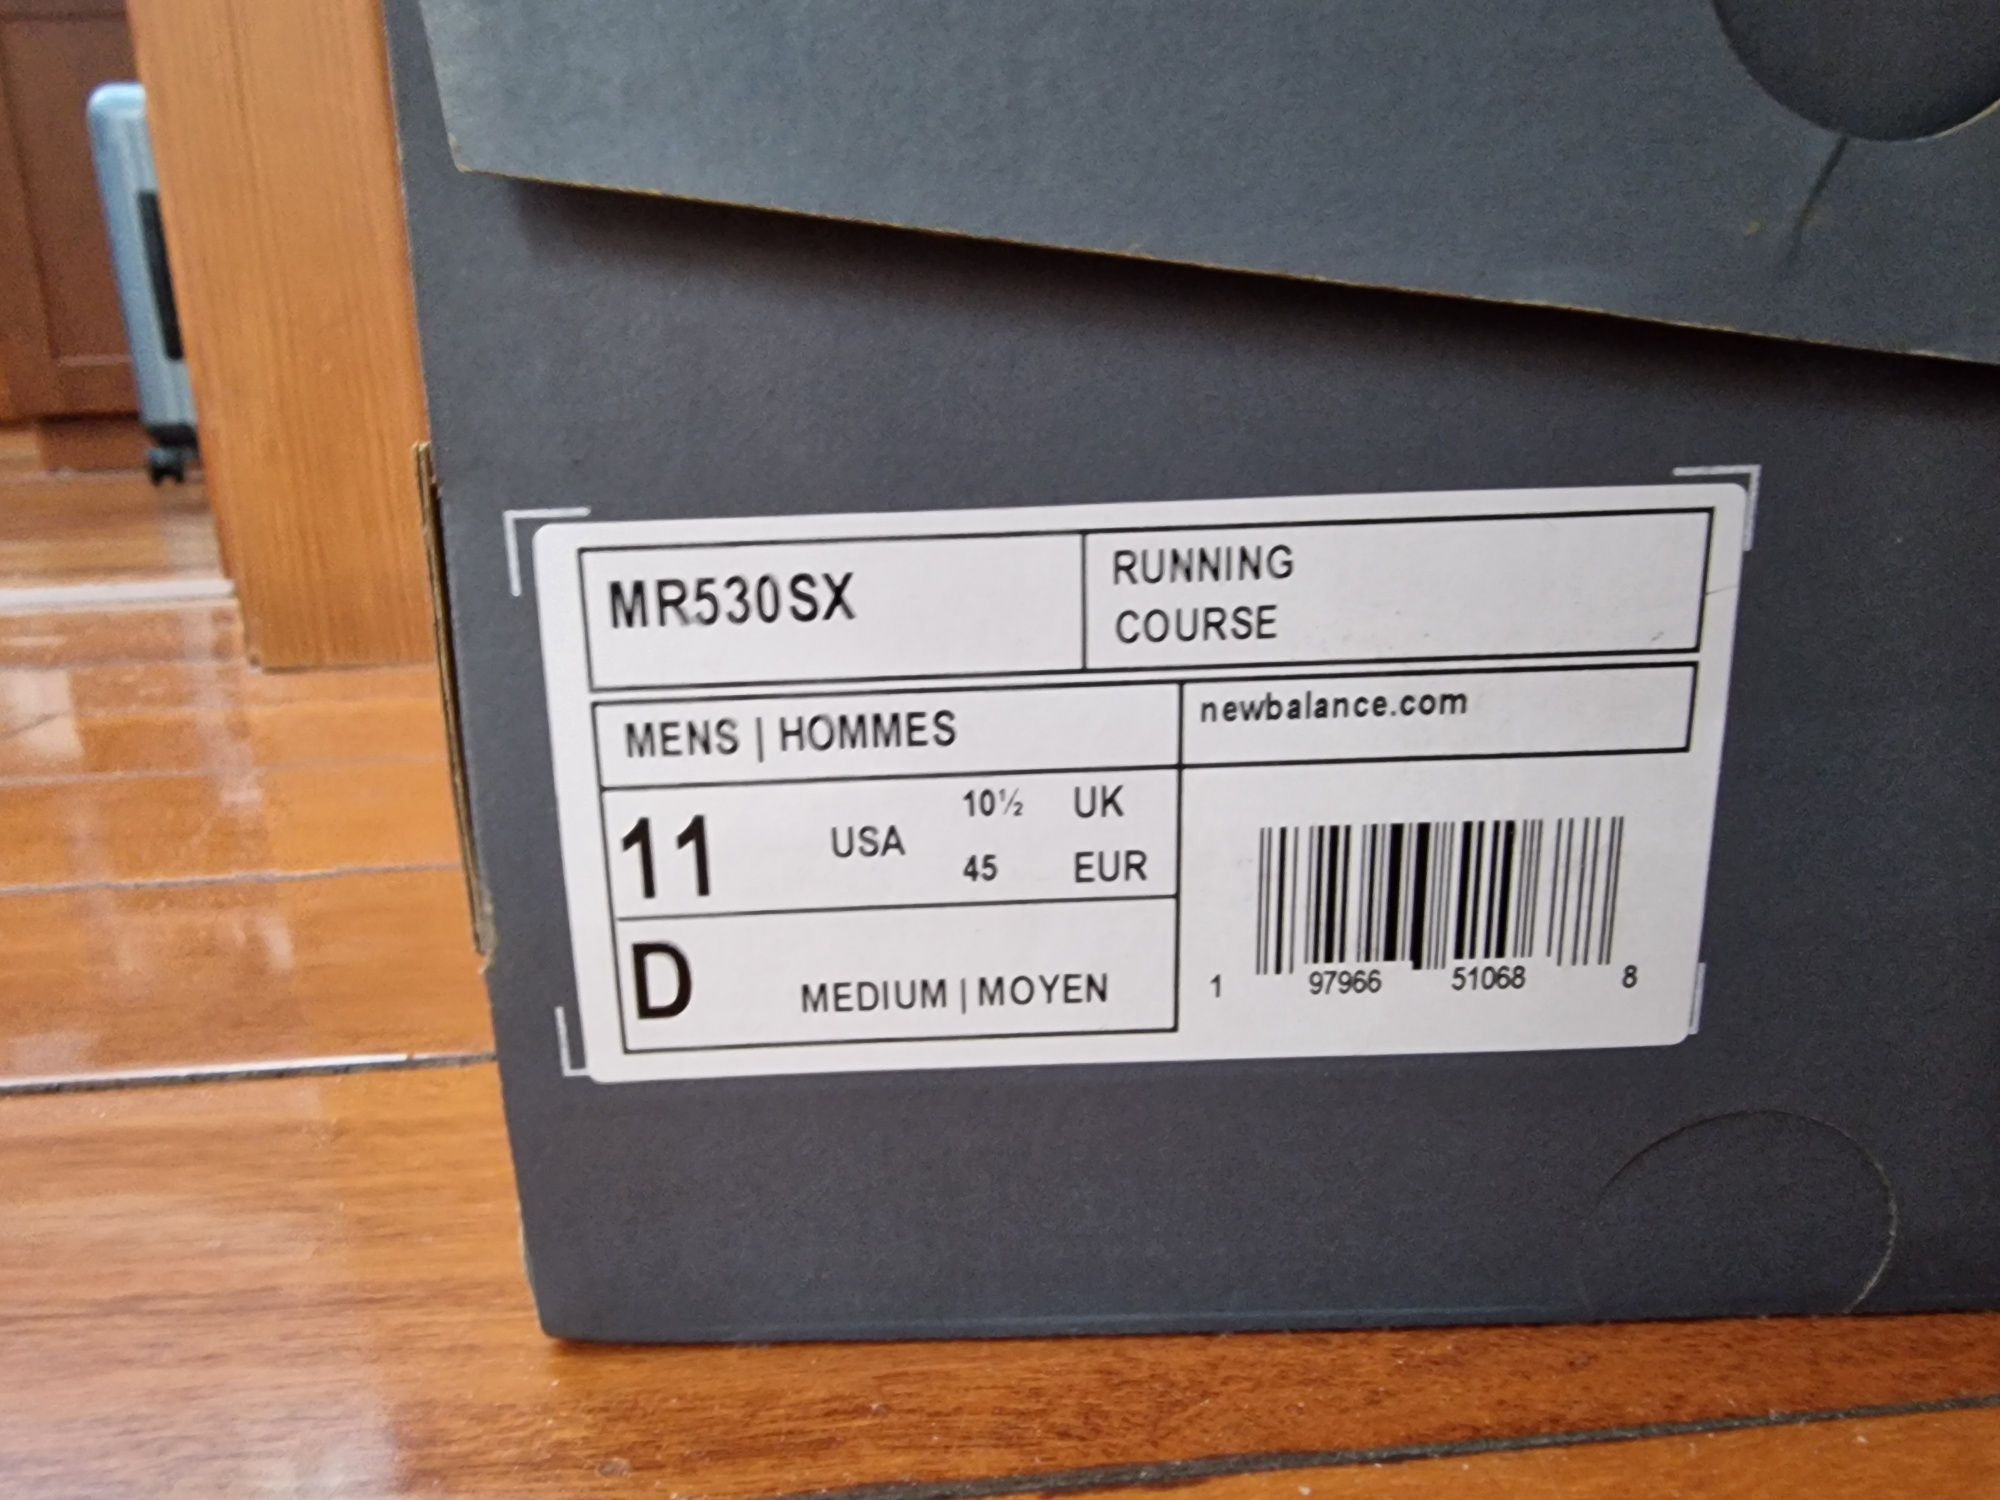 MR530SX
RUNNING
COURSE
MENS | HOMMES
newbalance.com
11 USA 10½ UK
45 EUR
D MEDIUM | MOYEN
1 97966 51068 8